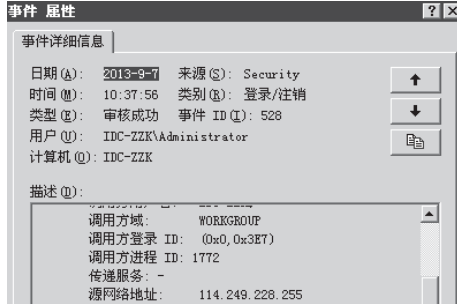 事件 属性
事件详细信息
日期(A): 2013-9-7 来源(S): Security
时间(M): 10:37:56 类别(R): 登录/注销
类型(E): 审核成功 事件 ID(I): 528
用户(U): IDC-ZZK\Administrator
计算机(O): IDC-ZZK
描述(D):
调用方域: WORKGROUP
调用方登录 ID: (0x0,0x3E7)
调用方进程 ID: 1772
传递服务: -
源网络地址: 114.249.228.255